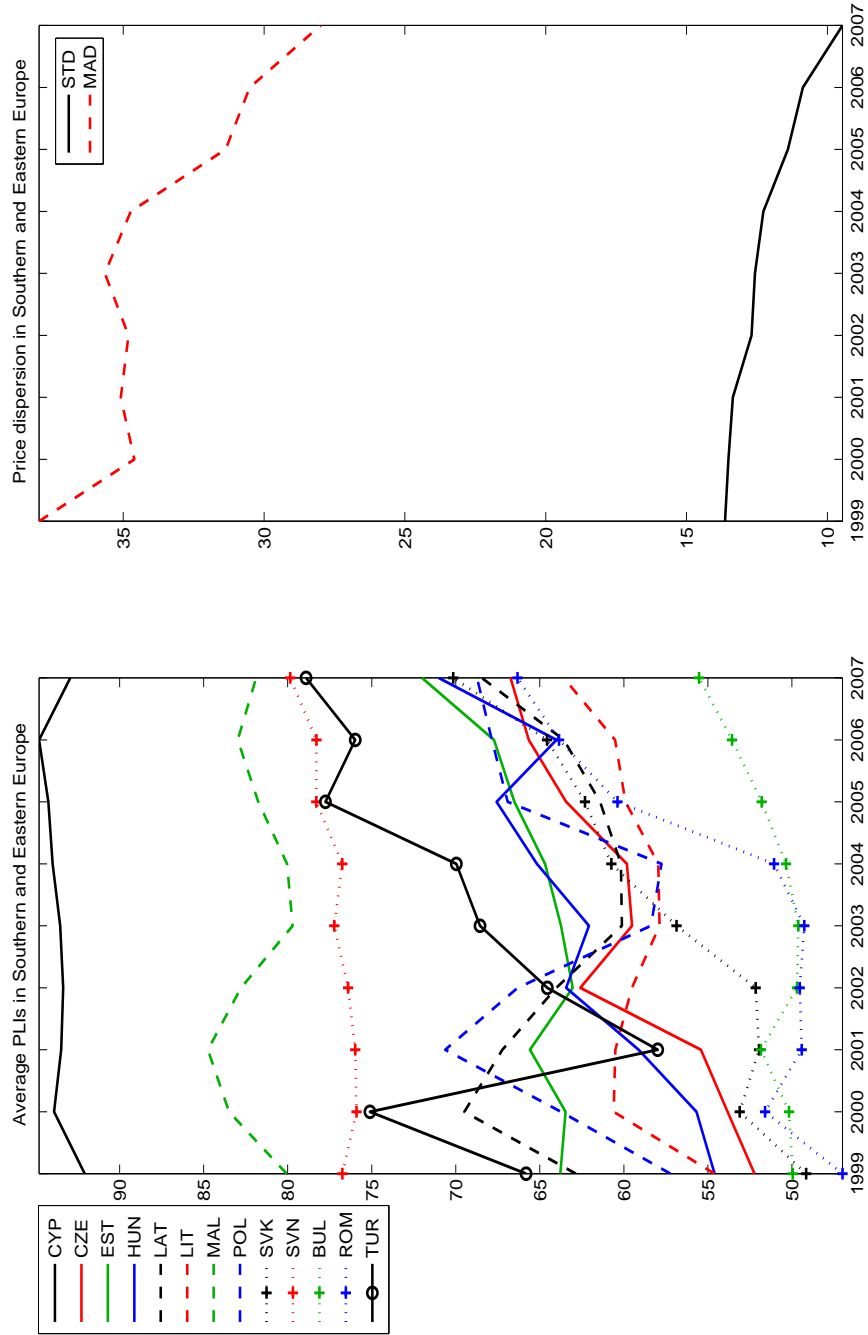 Average PLIs in Southern and Eastern Europe
90
85
80
75
70
65
60
55
50
1999
2000
2001
2002
2003
2004
2005
2006
2007
CYP
CZE
EST
HUN
LAT
LIT
MAL
POL
SVK
SVN
BUL
ROM
TUR
Price dispersion in Southern and Eastern Europe
35
30
25
20
15
10
1999
2000
2001
2002
2003
2004
2005
2006
2007
STD
MAD